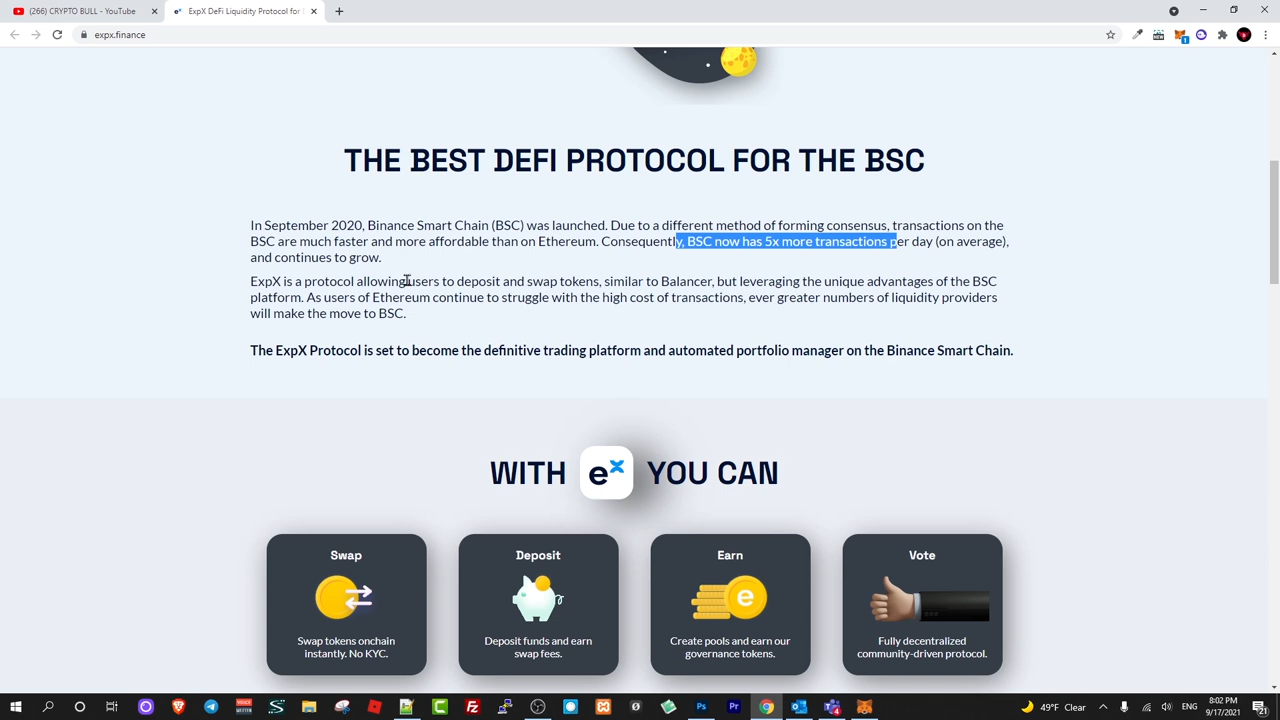 (266) CRYPTO BULL - YouTube
ExpX DeFi Liquidity Protocol for
expx.finance
THE BEST DEFI PROTOCOL FOR THE BSC
In September 2020, Binance Smart Chain (BSC) was launched. Due to a different method of forming consensus, transactions on the
BSC are much faster and more affordable than on Ethereum. Consequently, BSC now has 5x more transactions per day (on average),
and continues to grow.
ExpX is a protocol allowing users to deposit and swap tokens, similar to Balancer, but leveraging the unique advantages of the BSC
platform. As users of Ethereum continue to struggle with the high cost of transactions, ever greater numbers of liquidity providers
will make the move to BSC.
The ExpX Protocol is set to become the definitive trading platform and automated portfolio manager on the Binance Smart Chain.
WITH ex YOU CAN
Swap
Swap tokens onchain
instantly. No KYC.
Deposit
Deposit funds and earn
swap fees.
Earn
e
Create pools and earn our
governance tokens.
Vote
Fully decentralized
community-driven protocol.
49°F Clear
8:02 PM
9/17/2021